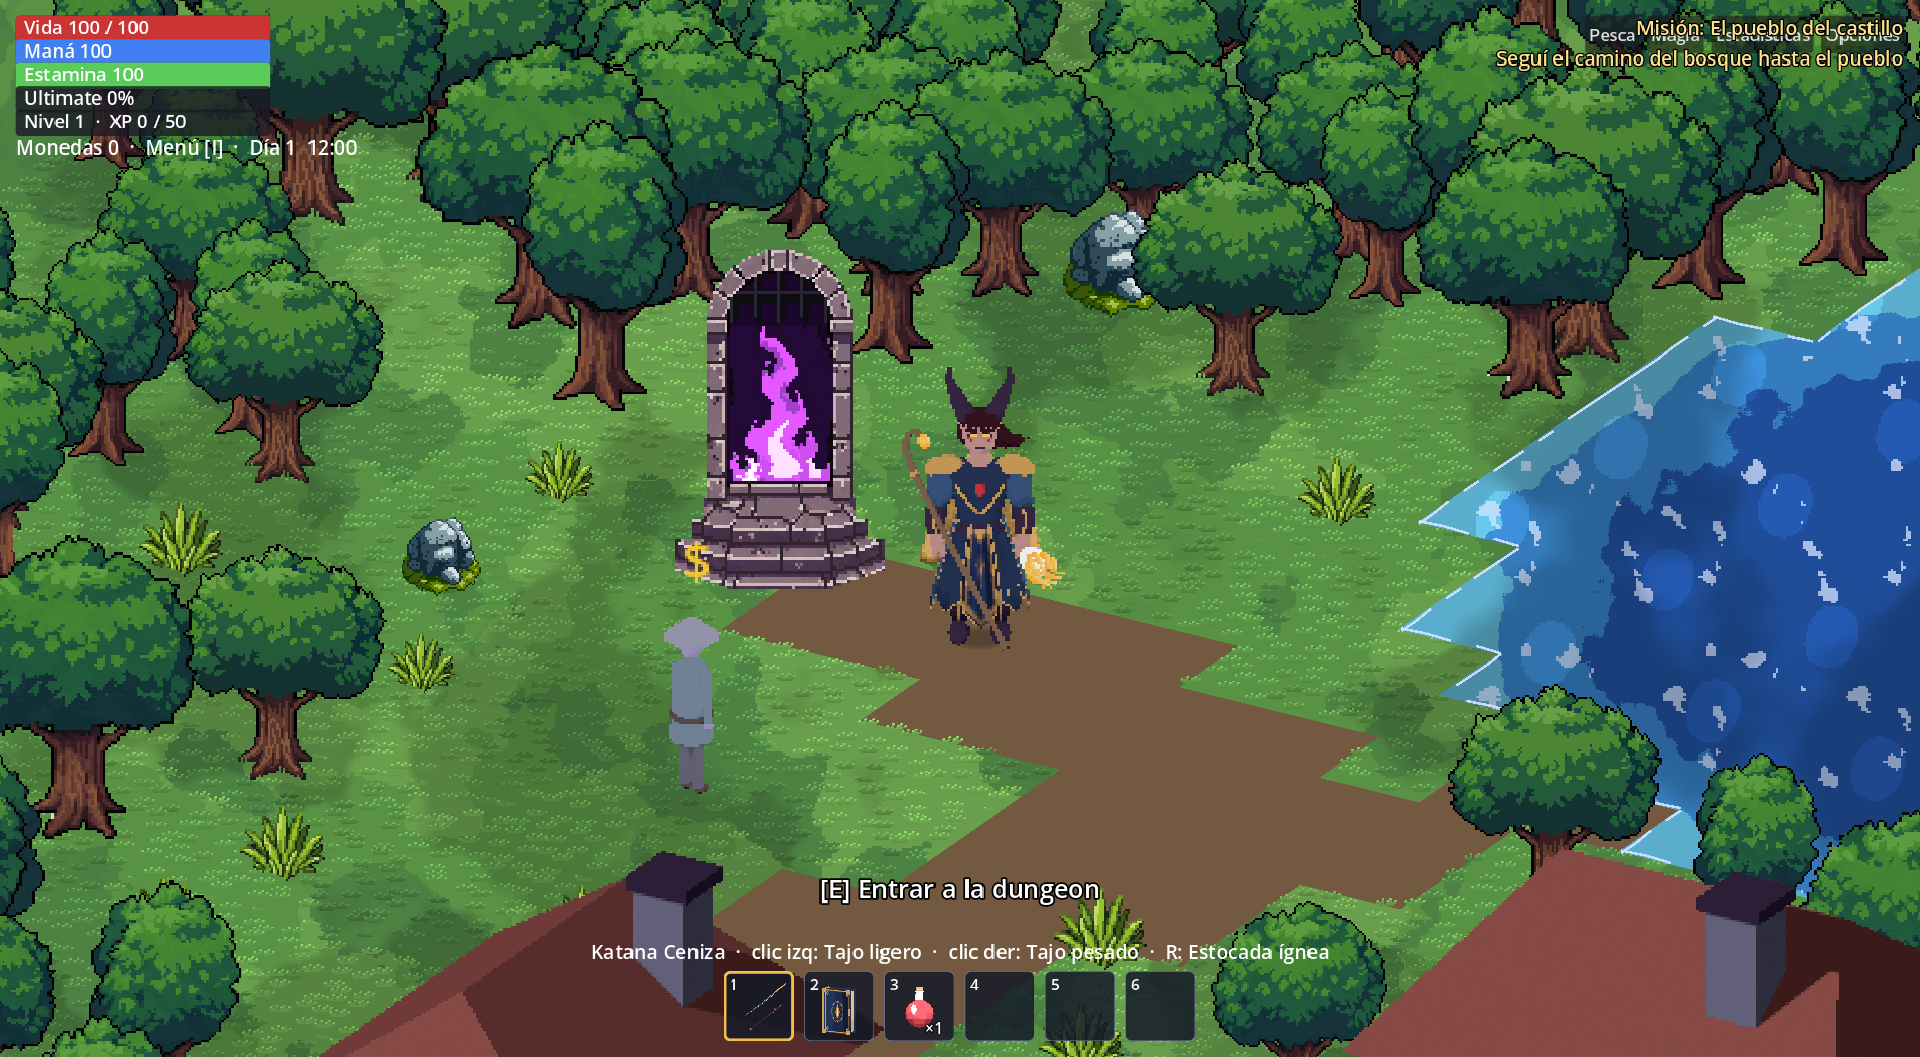 Vida 100 / 100
Maná 100
Estamina 100
Ultimate 0%
Nivel 1 · XP 0 / 50
Monedas 0 · Menú [I] · Día 1 12:00
Pesca Magia Estadísticas Opciones
Misión: El pueblo del castillo
Seguí el camino del bosque hasta el pueblo
$
[E] Entrar a la dungeon
Katana Ceniza · clic izq: Tajo ligero · clic der: Tajo pesado · R: Estocada ígnea
1 2 3 4 5 6
×1